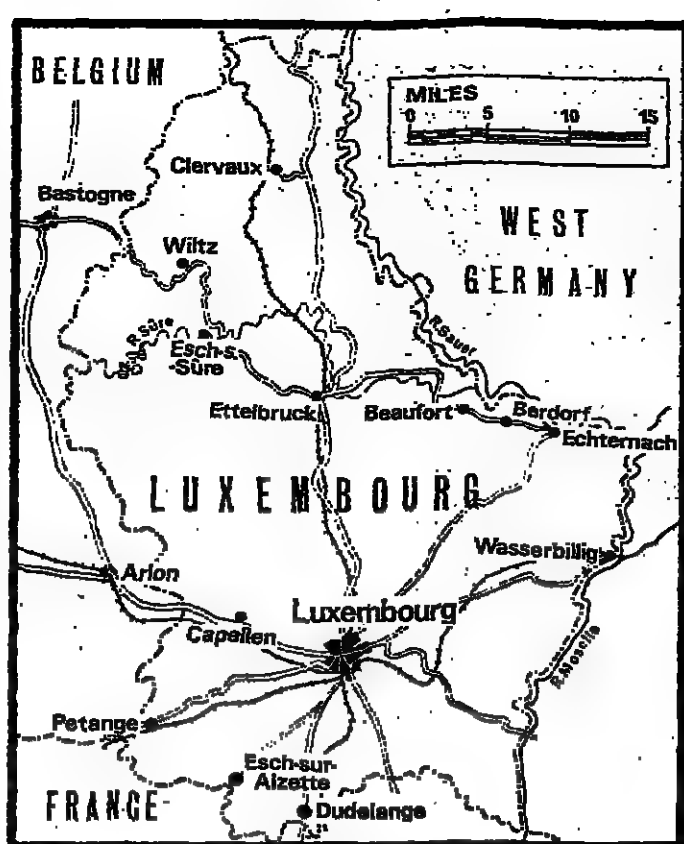 BELGIUM
MILES
0 5 10 15
Clervaux
Bastogne
WEST
GERMANY
Wiltz
R.Sûre
R.Sauer
Esch-s.
-Sûre
Ettelbruck
Beaufort
Berdorf
Echternach
LUXEMBOURG
Wasserbillig
Arlon
Luxembourg
Capellen
R.Moselle
Petange
Esch-sur-
Alzette
FRANCE
Dudelange